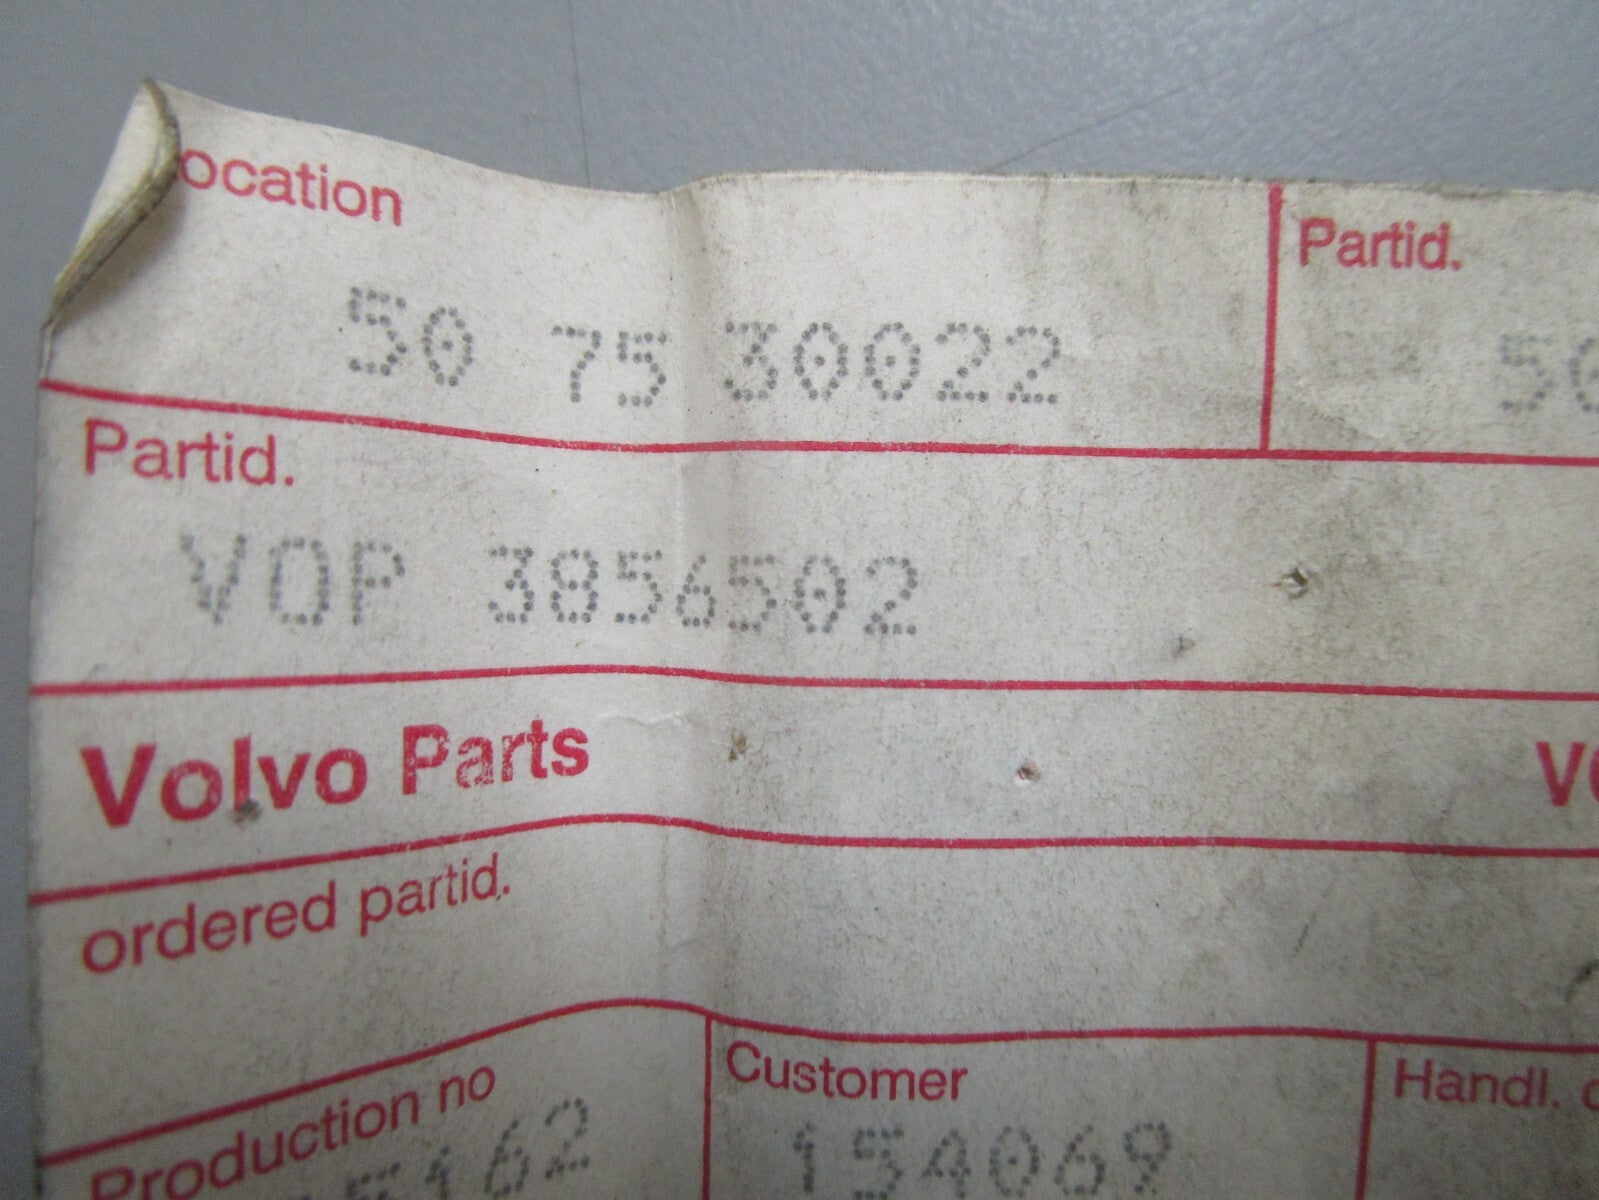 ocation Partid.
50 75 30022
Partid.
VOP 3856502
Volvo Parts
ordered partid.
Production no Customer Handl.
154069